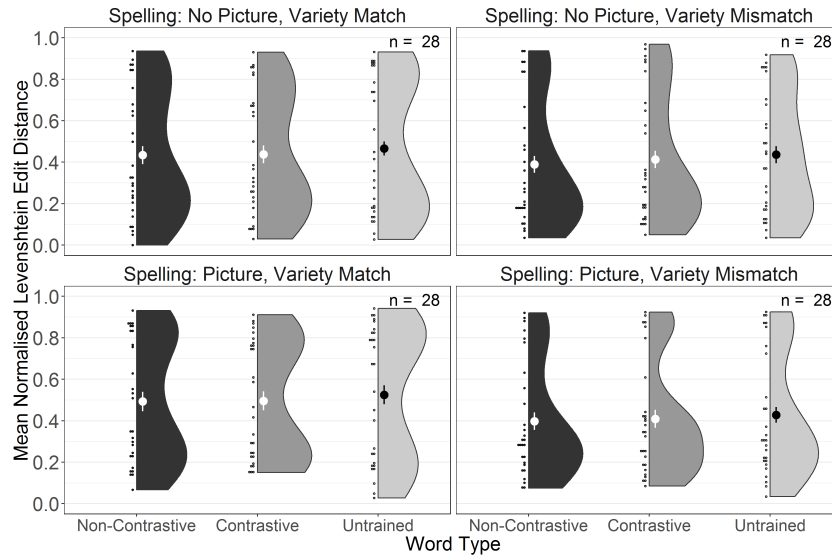 Spelling: No Picture, Variety Match
Spelling: No Picture, Variety Mismatch
n = 28
n = 28
1.0
0.8
0.6
0.4
0.2
0.0
Spelling: Picture, Variety Match
Spelling: Picture, Variety Mismatch
n = 28
n = 28
1.0
0.8
0.6
0.4
0.2
0.0
Mean Normalised Levenshtein Edit Distance
Non-Contrastive Contrastive Untrained
Non-Contrastive Contrastive Untrained
Word Type